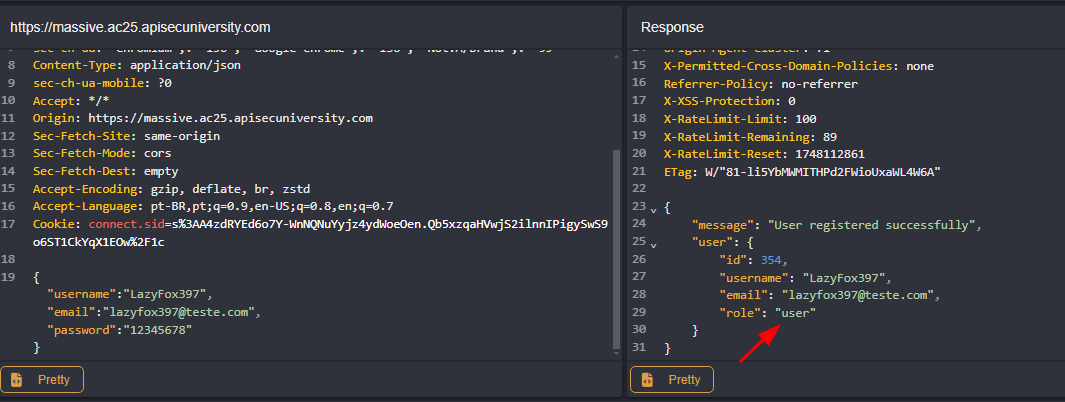 https://massive.ac25.apisecuniversity.com
8 Content-Type: application/json
9 sec-ch-ua-mobile: ?0
10 Accept: */*
11 Origin: https://massive.ac25.apisecuniversity.com
12 Sec-Fetch-Site: same-origin
13 Sec-Fetch-Mode: cors
14 Sec-Fetch-Dest: empty
15 Accept-Encoding: gzip, deflate, br, zstd
16 Accept-Language: pt-BR,pt;q=0.9,en-US;q=0.8,en;q=0.7
17 Cookie: connect.sid=s%3AA4zdRYEd6o7Y-WnNQNuYyjz4ydWoeOen.Qb5xzqaHVwjS2ilnnIPigySwS9
o6ST1CkYqX1EOw%2F1c
18
19 {
"username":"LazyFox397",
"email":"lazyfox397@teste.com",
"password":"12345678"
}
Pretty
Response
15 X-Permitted-Cross-Domain-Policies: none
16 Referrer-Policy: no-referrer
17 X-XSS-Protection: 0
18 X-RateLimit-Limit: 100
19 X-RateLimit-Remaining: 89
20 X-RateLimit-Reset: 1748112861
21 ETag: W/"81-li5YbMWMITHPd2FWioUxaWL4W6A"
22
23 {
24 "message": "User registered successfully",
25 "user": {
26 "id": 354,
27 "username": "LazyFox397",
28 "email": "lazyfox397@teste.com",
29 "role": "user"
30 }
31 }
Pretty